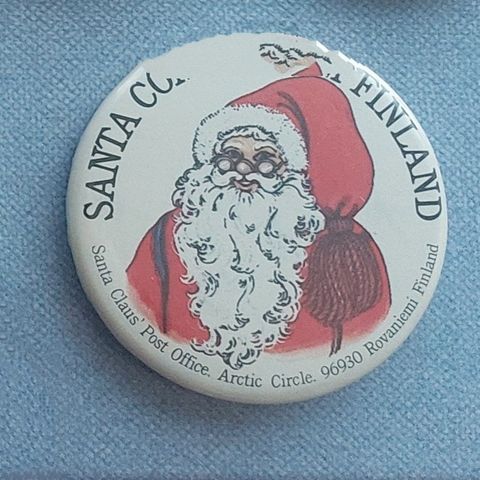 SANTA FINLAND
Santa Claus' Post Office. Arctic Circle. 96930 Rovaniemi Finland